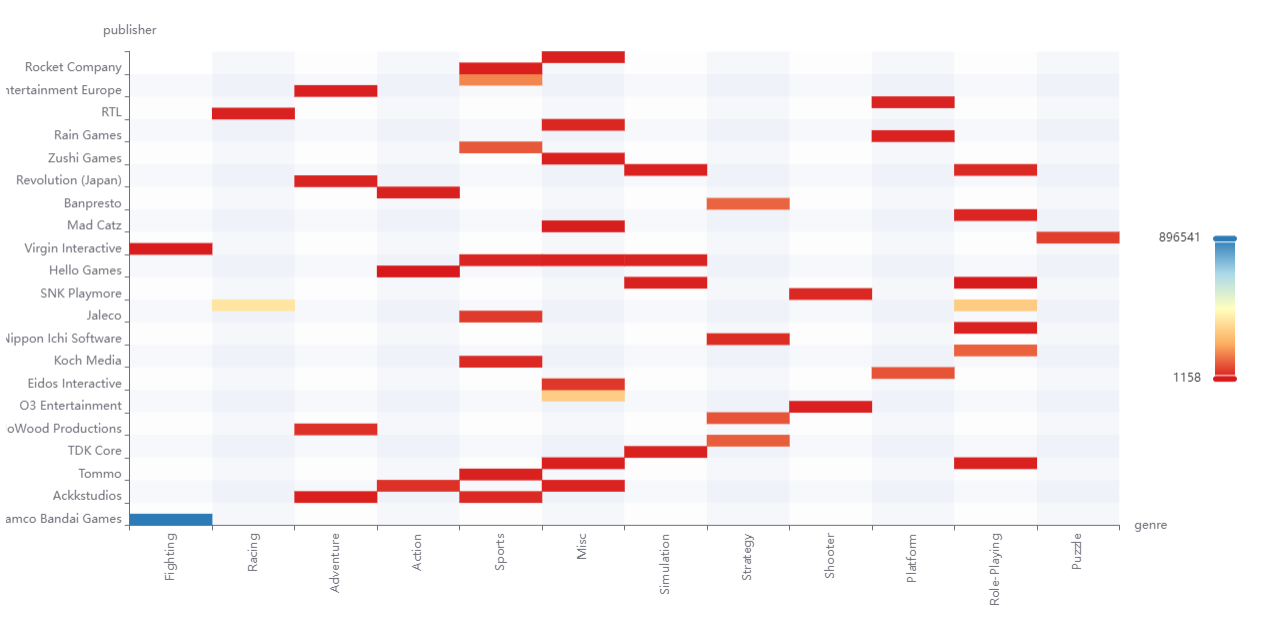 publisher
Rocket Company
ntertainment Europe
RTL
Rain Games
Zushi Games
Revolution (Japan)
Banpresto
Mad Catz
Virgin Interactive
Hello Games
SNK Playmore
Jaleco
Nippon Ichi Software
Koch Media
Eidos Interactive
O3 Entertainment
oWood Productions
TDK Core
Tommo
Ackkstudios
amco Bandai Games
genre
Fighting
Racing
Adventure
Action
Sports
Misc
Simulation
Strategy
Shooter
Platform
Role-Playing
Puzzle
896541
1158